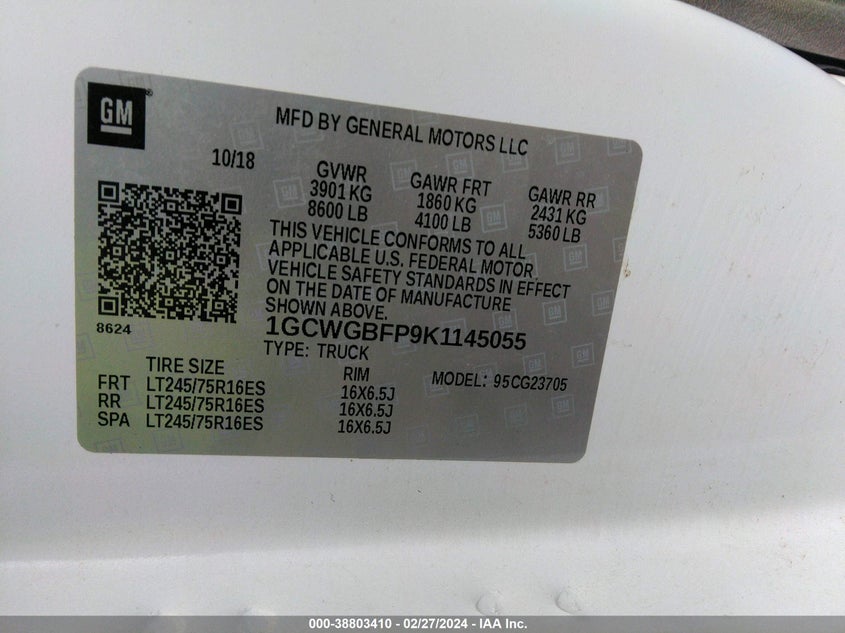 GM
MFD BY GENERAL MOTORS LLC
10/18
GVWR
3901 KG
8600 LB
GAWR FRT
1860 KG
4100 LB
GAWR RR
2431 KG
5360 LB
THIS VEHICLE CONFORMS TO ALL
APPLICABLE U.S. FEDERAL MOTOR
VEHICLE SAFETY STANDARDS IN EFFECT
ON THE DATE OF MANUFACTURE
SHOWN ABOVE.
8624
1GCWGBFP9K1145055
TYPE: TRUCK
MODEL: 95CG23705
TIRE SIZE RIM
FRT LT245/75R16ES 16X6.5J
RR LT245/75R16ES 16X6.5J
SPA LT245/75R16ES 16X6.5J
000-38803410 - 02/27/2024 - IAA Inc.